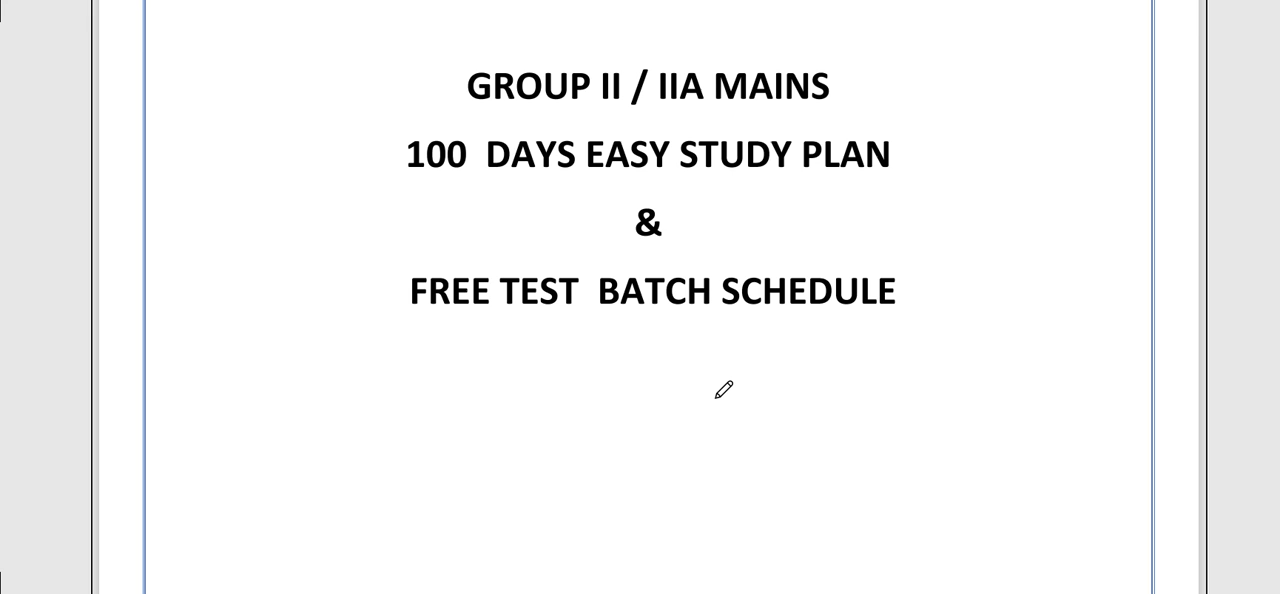 GROUP II / IIA MAINS
100 DAYS EASY STUDY PLAN
&
FREE TEST BATCH SCHEDULE